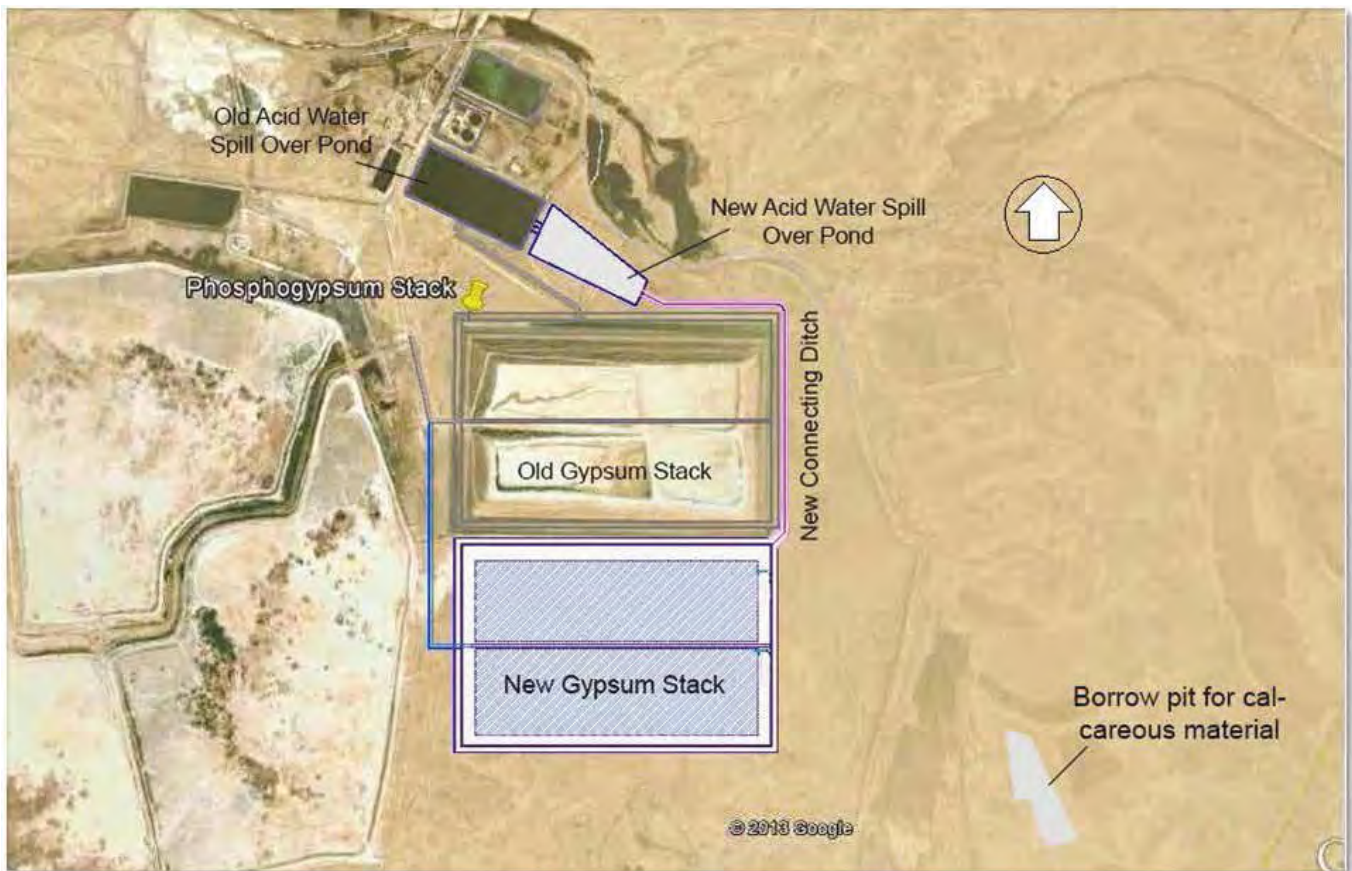 Old Acid Water
Spill Over Pond
New Acid Water Spill
Over Pond
Phosphogypsum Stack
New Connecting Ditch
Old Gypsum Stack
New Gypsum Stack
Borrow pit for cal-
careous material
© 2013 Google